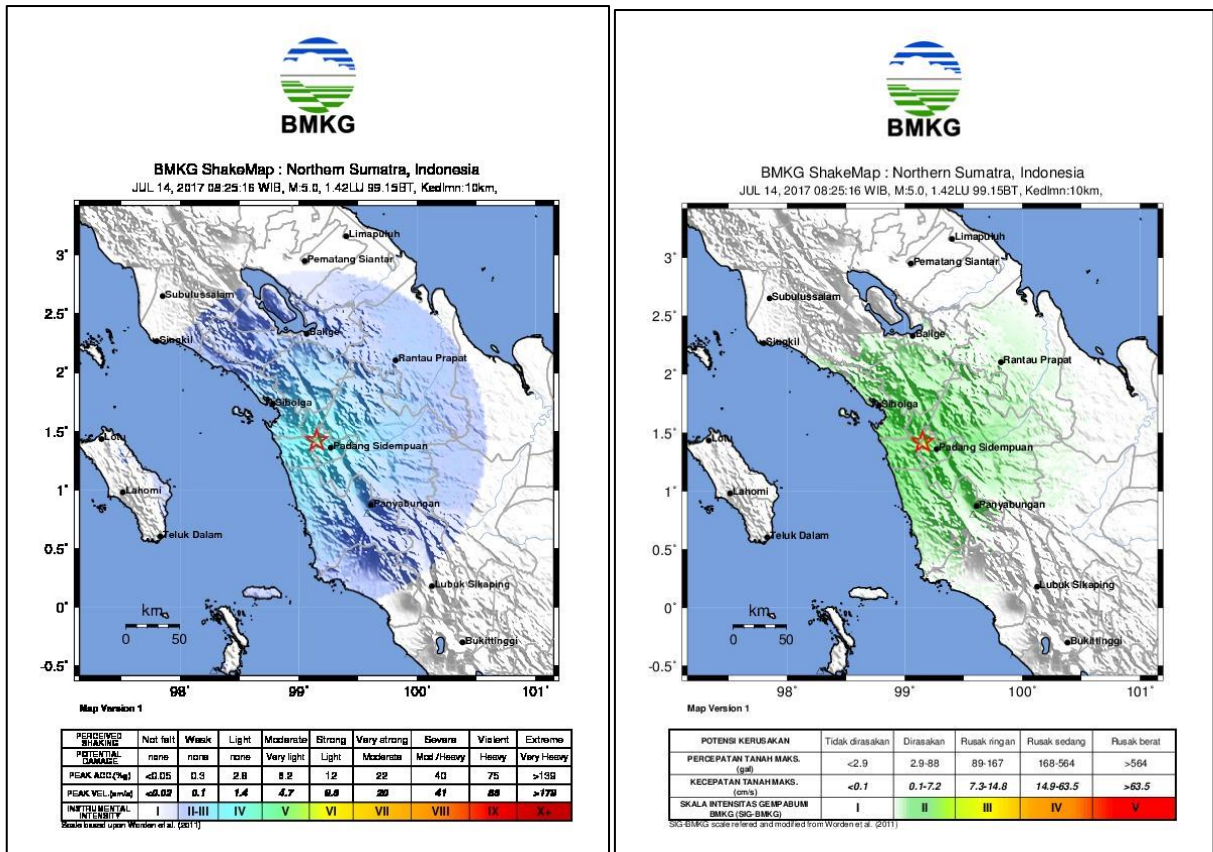 BMKG
BMKG ShakeMap : Northern Sumatra, Indonesia
JUL 14, 2017 08:25:16 WIB, M:5.0, 1.42LU 99.15BT, Kedlmn:10km,
3˚
2.5˚
2˚
1.5˚
1˚
0.5˚
0˚
-0.5˚
Limapuluh
Pematang Siantar
Subulussalam
Singkil
Balige
Rantau Prapat
Sibolga
Lotu
Padang Sidempuan
Lahomi
Panyabungan
Teluk Dalam
Lubuk Sikaping
Bukittinggi
km
0 50
98˚ 99˚ 100˚ 101˚
Map Version 1
PERCEIVED SHAKING Not felt Weak Light Moderate Strong Very strong Severe Violent Extreme
POTENTIAL DAMAGE none none none Very light Light Moderate Mod./Heavy Heavy Very Heavy
PEAK ACC.(%g) <0.05 0.3 2.8 6.2 12 22 40 75 >139
PEAK VEL.(cm/s) <0.02 0.1 1.4 4.7 9.6 20 41 86 >178
INSTRUMENTAL INTENSITY I II-III IV V VI VII VIII IX X+
Scale based upon Worden et al. (2011)
BMKG
BMKG ShakeMap : Northern Sumatra, Indonesia
JUL 14, 2017 08:25:16 WIB, M:5.0, 1.42LU 99.15BT, Kedlmn:10km,
3˚
2.5˚
2˚
1.5˚
1˚
0.5˚
0˚
-0.5˚
Limapuluh
Pematang Siantar
Subulussalam
Singkil
Balige
Rantau Prapat
Sibolga
Lotu
Padang Sidempuan
Lahomi
Panyabungan
Teluk Dalam
Lubuk Sikaping
Bukittinggi
km
0 50
98˚ 99˚ 100˚ 101˚
Map Version 1
POTENSI KERUSAKAN Tidak dirasakan Dirasakan Rusak ringan Rusak sedang Rusak berat
PERCEPATAN TANAH MAKS. (gal) <2.9 2.9-88 89-167 168-564 >564
KECEPATAN TANAH MAKS. (cm/s) <0.1 0.1-7.2 7.3-14.8 14.9-63.5 >63.5
SKALA INTENSITAS GEMPABUMI BMKG (SIG-BMKG) I II III IV V
SIG-BMKG scale refered and modified from Worden et al. (2011)